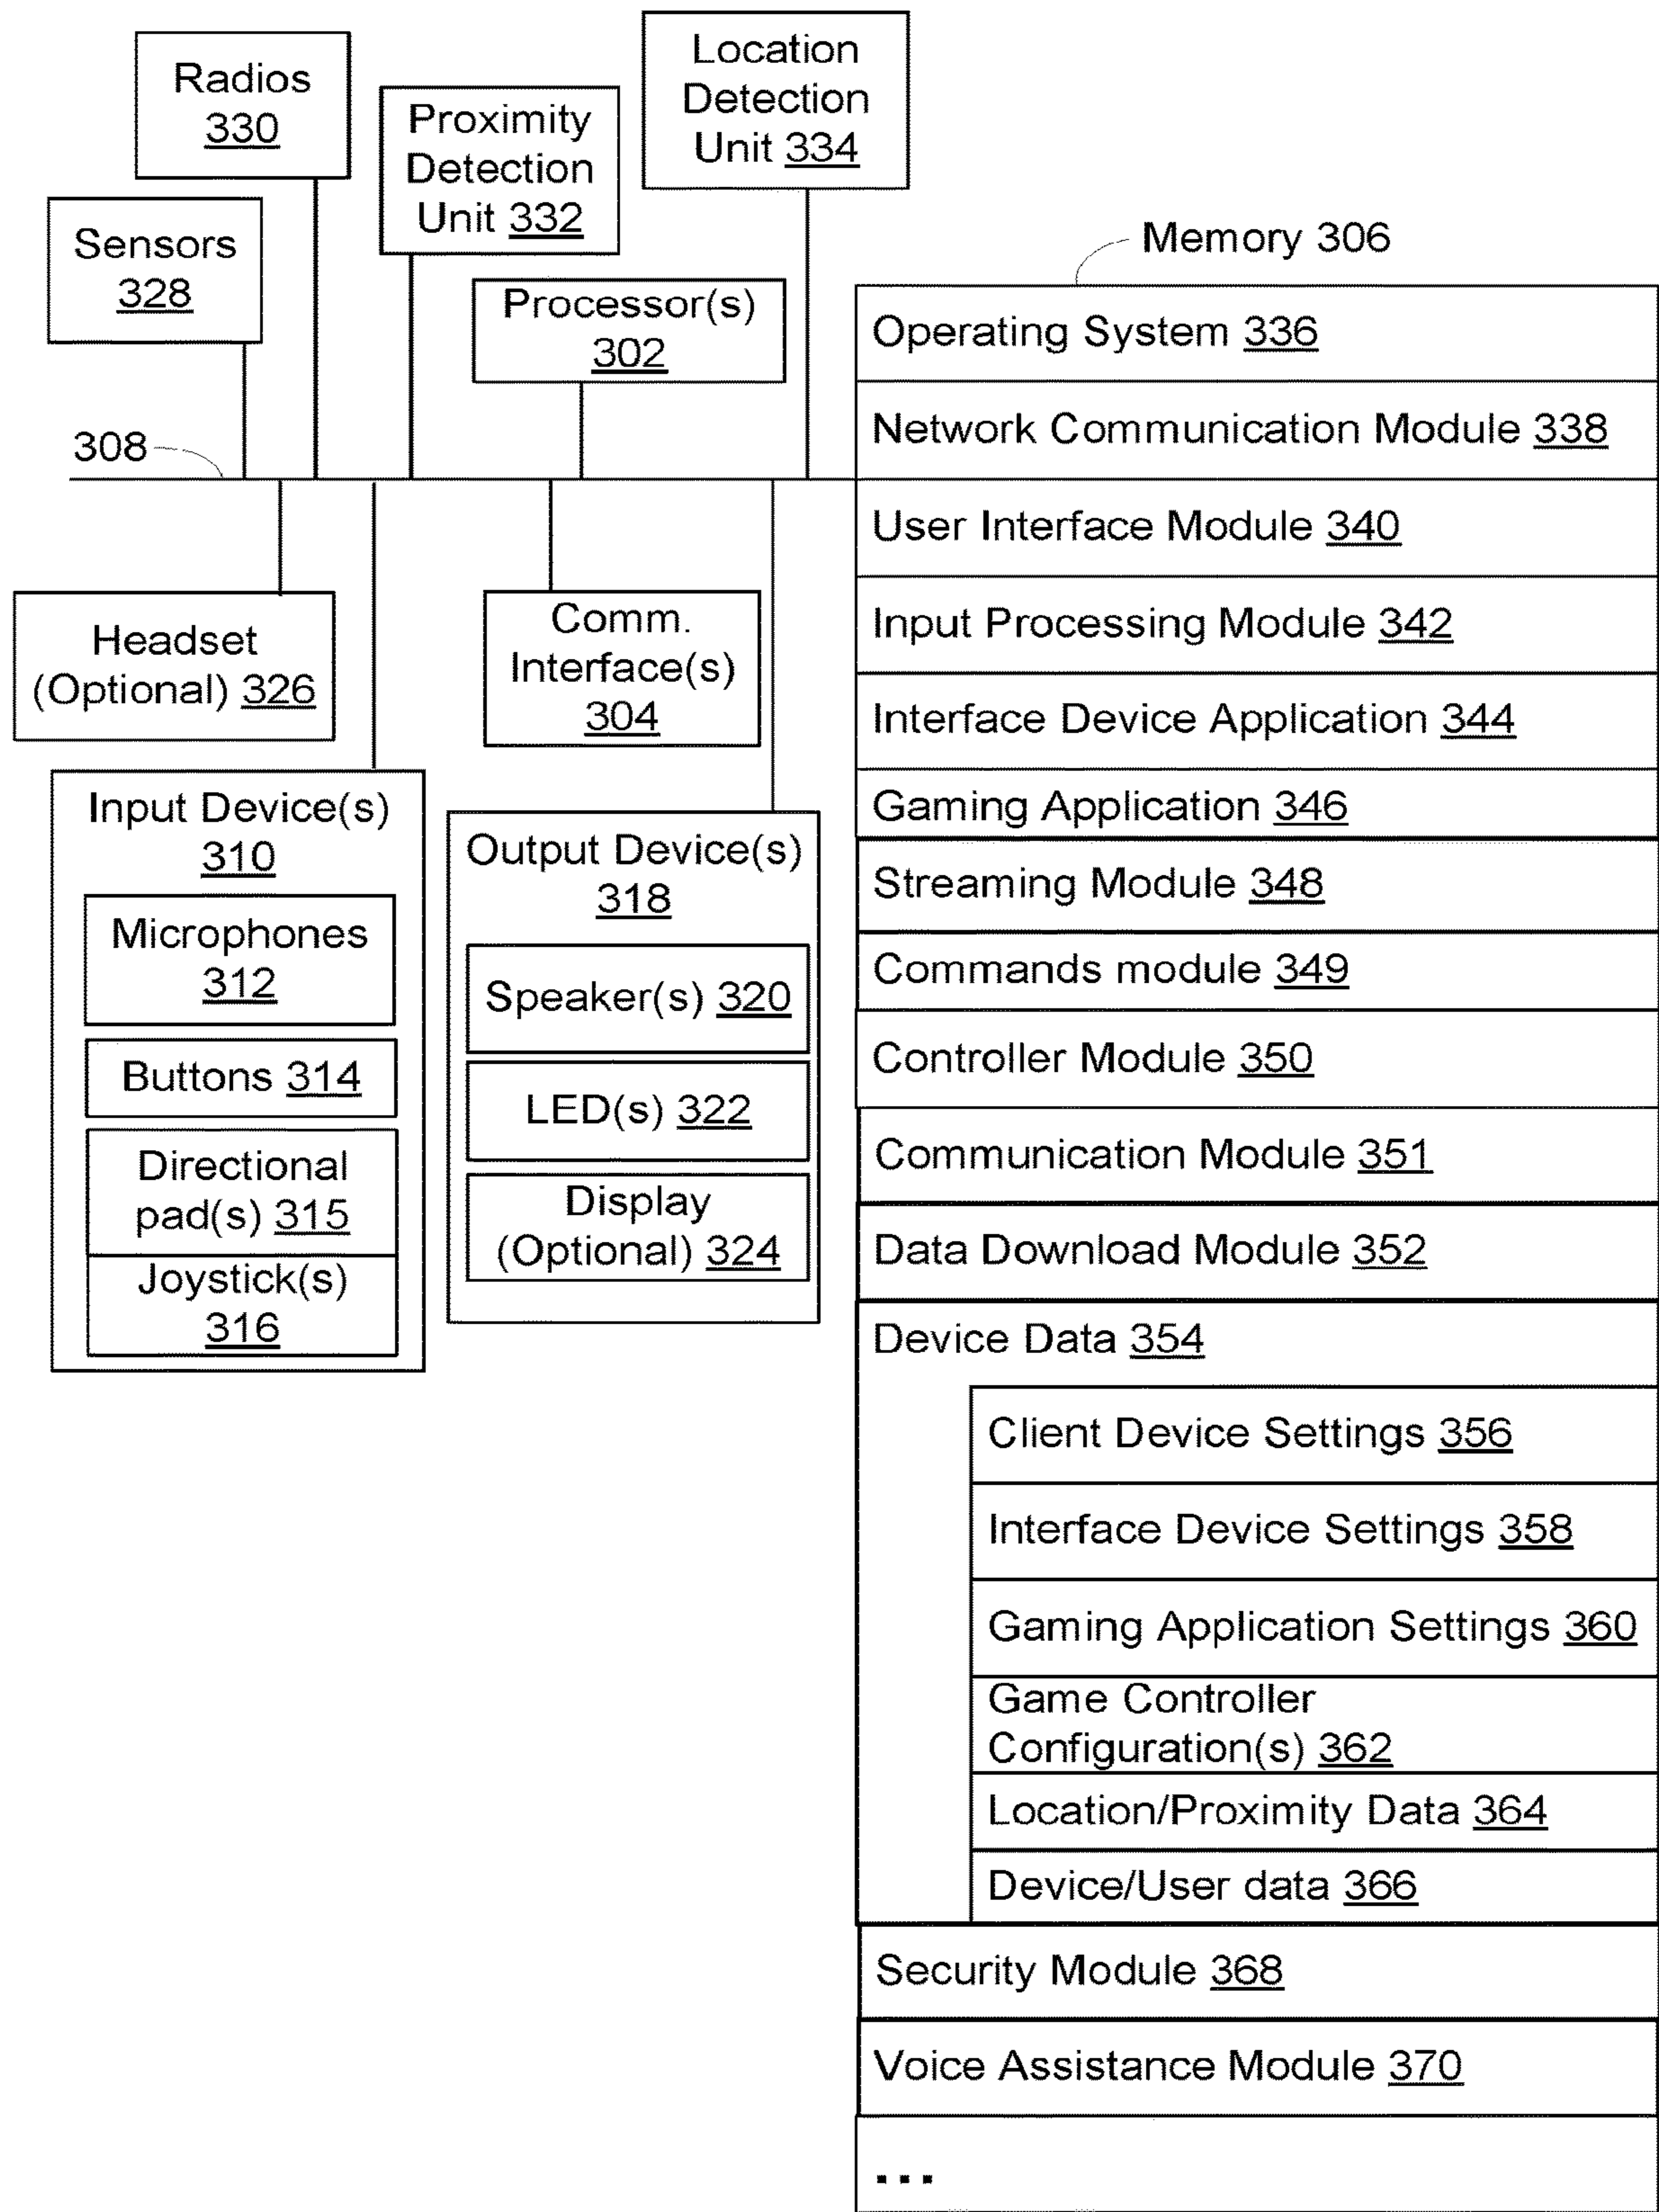 Radios
330
Location
Detection
Unit 334
Proximity
Detection
Unit 332
Sensors
328
Processor(s)
302
308
Headset
(Optional) 326
Comm.
Interface(s)
304
Input Device(s)
310
Microphones
312
Buttons 314
Directional
pad(s) 315
Joystick(s)
316
Output Device(s)
318
Speaker(s) 320
LED(s) 322
Display
(Optional) 324
Memory 306
Operating System 336
Network Communication Module 338
User Interface Module 340
Input Processing Module 342
Interface Device Application 344
Gaming Application 346
Streaming Module 348
Commands module 349
Controller Module 350
Communication Module 351
Data Download Module 352
Device Data 354
Client Device Settings 356
Interface Device Settings 358
Gaming Application Settings 360
Game Controller
Configuration(s) 362
Location/Proximity Data 364
Device/User data 366
Security Module 368
Voice Assistance Module 370
...